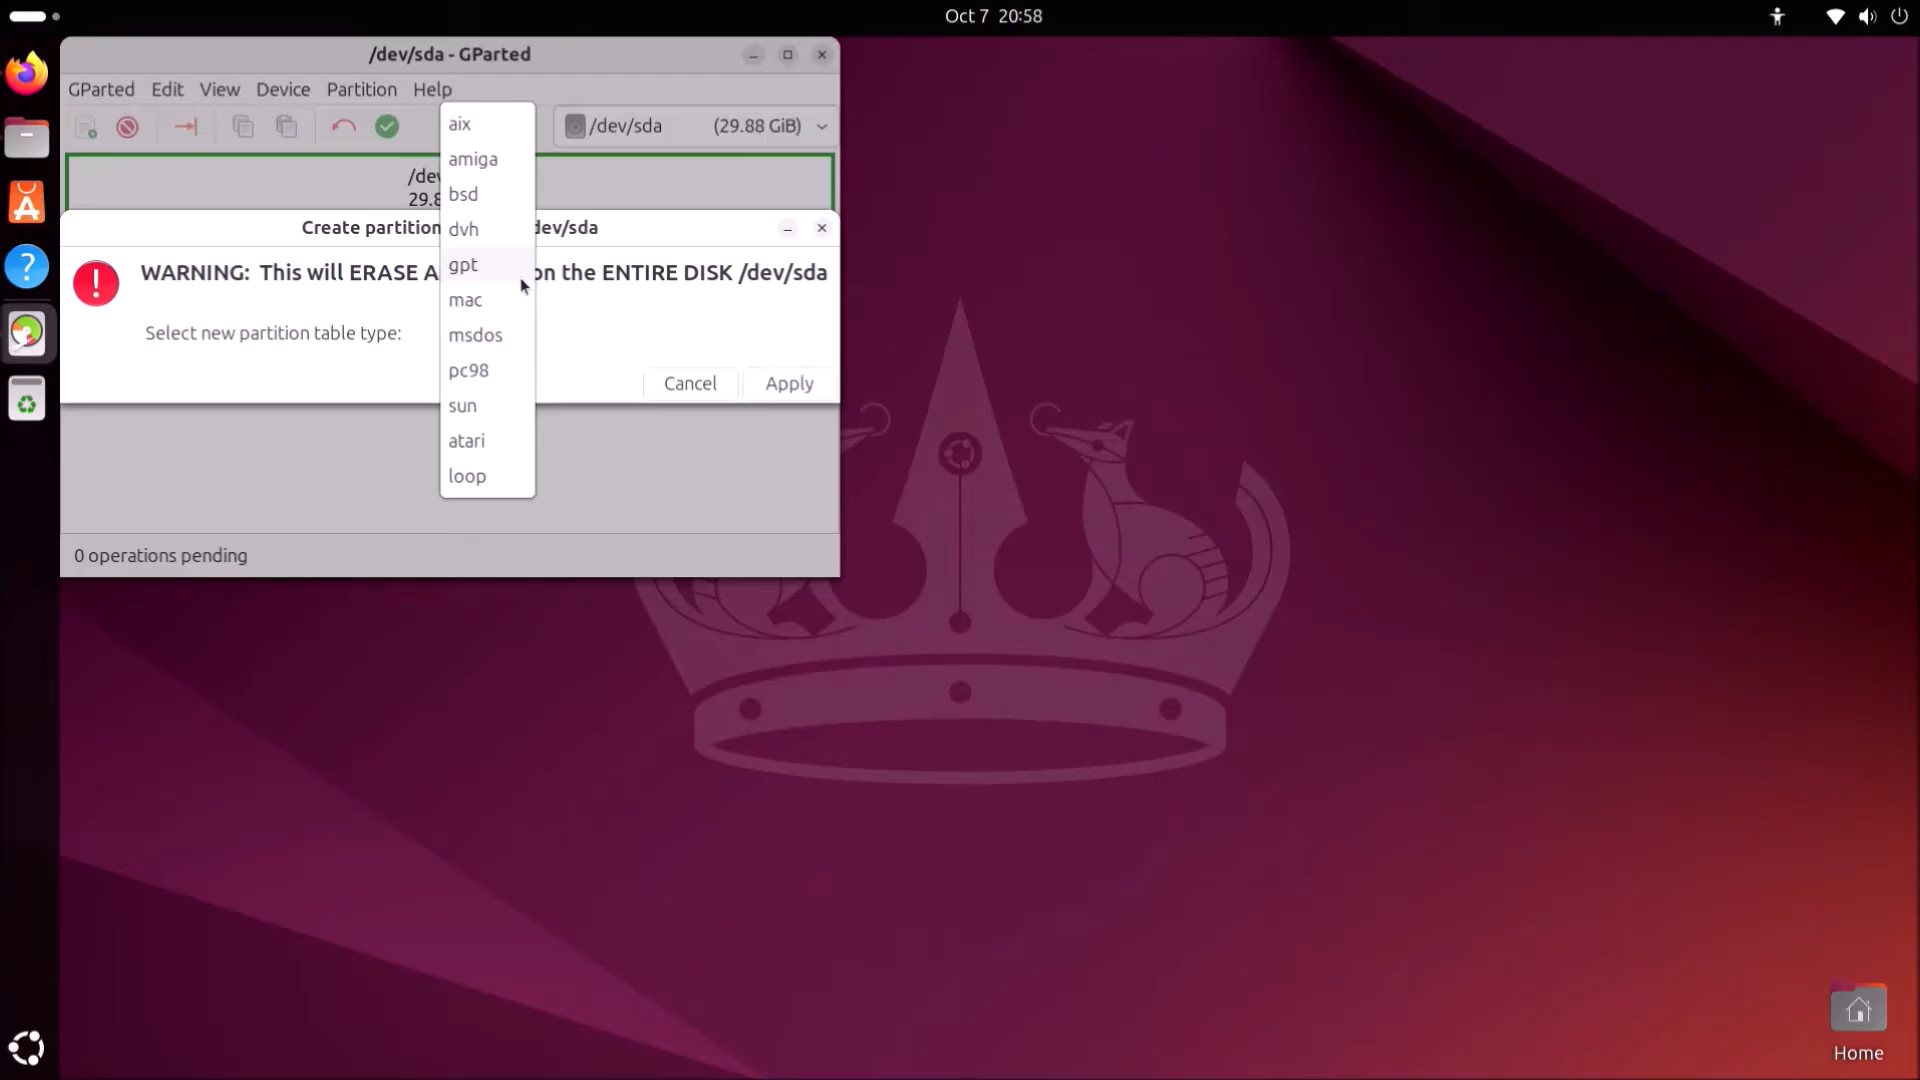 Oct 7 20:58
/dev/sda - GParted
GParted Edit View Device Partition Help
/dev/sda (29.88 GiB)
29.8
Create partition
dev/sda
WARNING: This will ERASE A
on the ENTIRE DISK /dev/sda
Select new partition table type:
aix
amiga
bsd
dvh
gpt
mac
msdos
pc98
sun
atari
loop
Cancel Apply
0 operations pending
Home